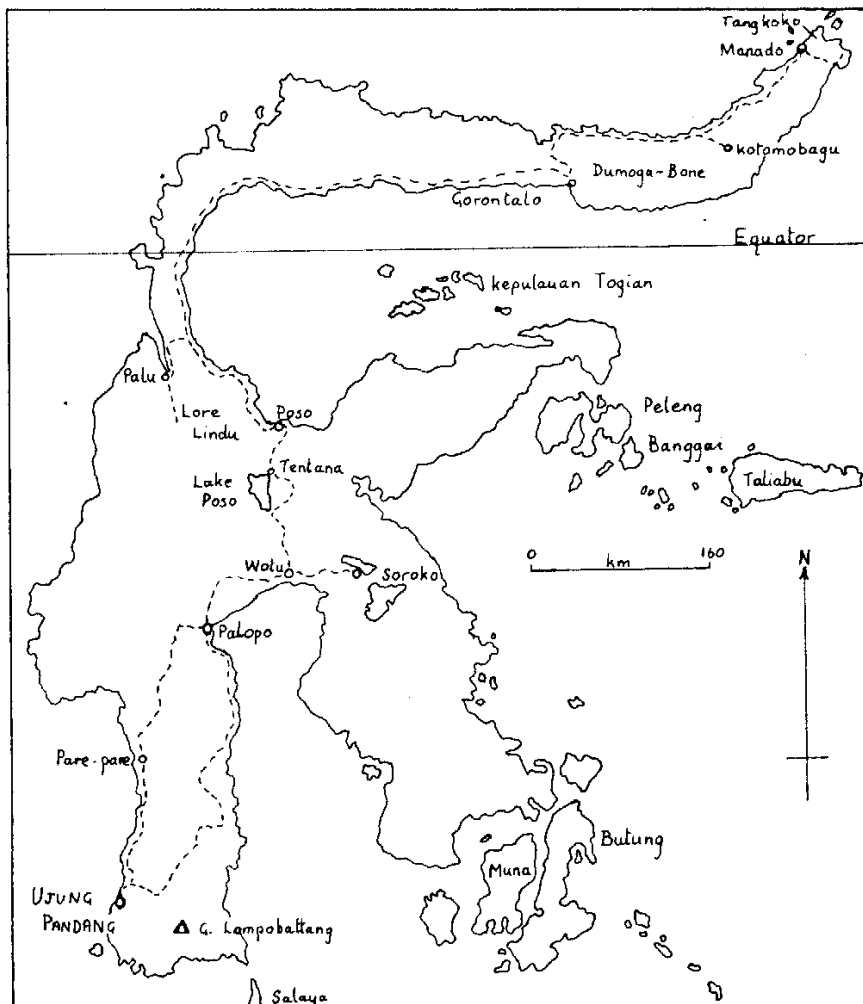 Tangkoko
Manado
Kotomobagu
Dumoga-Bone
Gorontalo
Equator
Kepulauan Togian
Palu
Lore
Lindu
Poso
Peleng
Banggai
Tentana
Lake
Poso
Taliabu
0 km 160
N
Wotu
Soroko
Palopo
Pare-pare
Butung
Muna
UJUNG
PANDANG
G. Lampobattang
Salaya